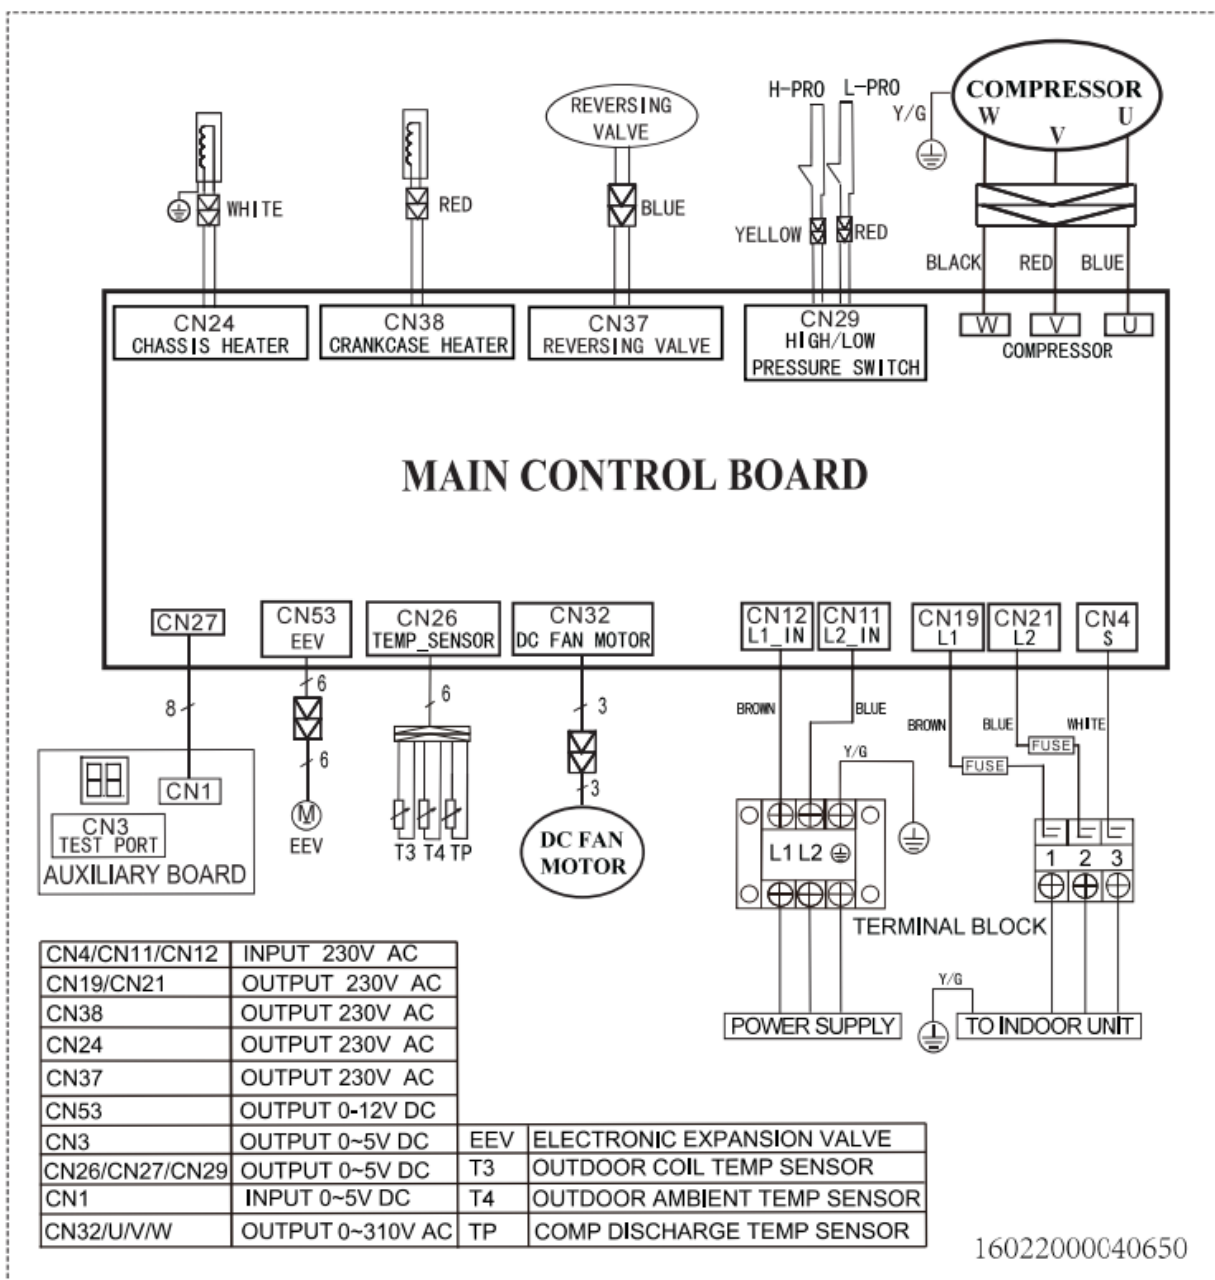 H-PRO L-PRO
COMPRESSOR
W V U
Y/G
REVERSING
VALVE
WHITE
RED
BLUE
YELLOW
RED
BLACK RED BLUE
CN24
CHASSIS HEATER
CN38
CRANKCASE HEATER
CN37
REVERSING VALVE
CN29
HIGH/LOW
PRESSURE SWITCH
W V U
COMPRESSOR
MAIN CONTROL BOARD
CN27
CN53
EEV
CN26
TEMP_SENSOR
CN32
DC FAN MOTOR
CN12
L1_IN
CN11
L2_IN
CN19
L1
CN21
L2
CN4
S
8
6
6
6
3
3
BROWN
BLUE
Y/G
BROWN
BLUE
WHITE
FUSE
FUSE
CN1
CN3
TEST PORT
AUXILIARY BOARD
M
EEV
T3 T4 TP
DC FAN
MOTOR
L1 L2
1 2 3
TERMINAL BLOCK
Y/G
POWER SUPPLY
TO INDOOR UNIT
CN4/CN11/CN12 INPUT 230V AC
CN19/CN21 OUTPUT 230V AC
CN38 OUTPUT 230V AC
CN24 OUTPUT 230V AC
CN37 OUTPUT 230V AC
CN53 OUTPUT 0-12V DC
CN3 OUTPUT 0~5V DC EEV ELECTRONIC EXPANSION VALVE
CN26/CN27/CN29 OUTPUT 0~5V DC T3 OUTDOOR COIL TEMP SENSOR
CN1 INPUT 0~5V DC T4 OUTDOOR AMBIENT TEMP SENSOR
CN32/U/V/W OUTPUT 0~310V AC TP COMP DISCHARGE TEMP SENSOR
16022000040650